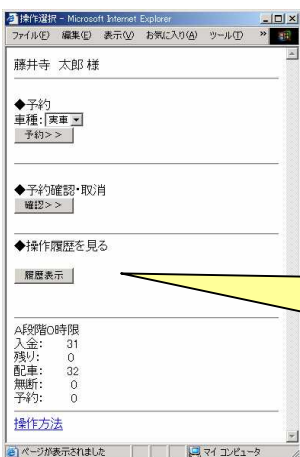 操作選択 - Microsoft Internet Explorer
ファイル(F) 編集(E) 表示(V) お気に入り(A) ツール(T) »
藤井寺 太郎 様
◆予約
車種: 実車
予約>>
◆予約確認・取消
確認>>
◆操作履歴を見る
履歴表示
A段階0時限
入金: 31
残り: 0
配車: 32
無断: 0
予約: 0
操作方法
ページが表示されました マイ コンピュータ